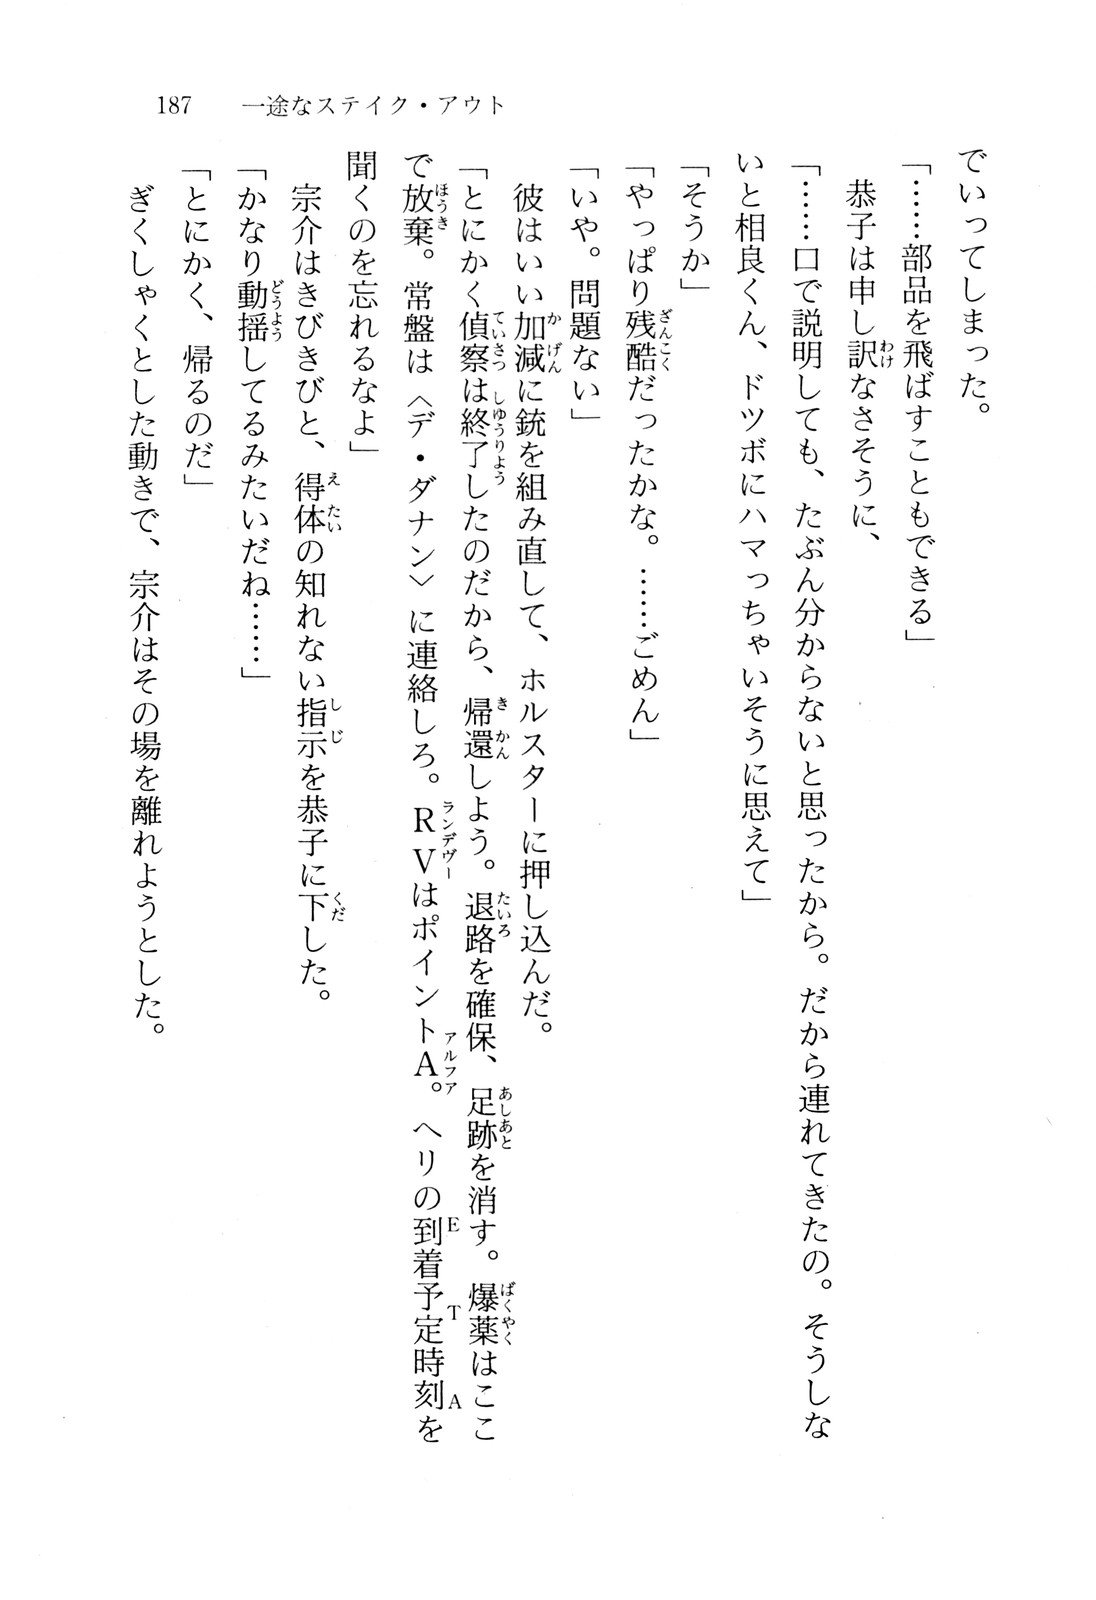 187　一途なステイク・アウト
でいってしまった。
「……部品を飛ばすこともできる」
　恭子は申し訳なさそうに、
「……口で説明しても、たぶん分からないと思ったから。だから連れてきたの。そうしな
いと相良くん、ドツボにハマっちゃいそうに思えて」
「そうか」
「やっぱり残酷だったかな。……ごめん」
「いや。問題ない」
　彼はいい加減に銃を組み直して、ホルスターに押し込んだ。
「とにかく偵察は終了したのだから、帰還しよう。退路を確保、足跡を消す。爆薬はここ
で放棄。常盤は〈デ・ダナン〉に連絡しろ。RVはポイントA。ヘリの到着予定時刻を
聞くのを忘れるなよ」
　宗介はきびきびと、得体の知れない指示を恭子に下した。
「かなり動揺してるみたいだね……」
「とにかく、帰るのだ」
　ぎくしゃくとした動きで、宗介はその場を離れようとした。